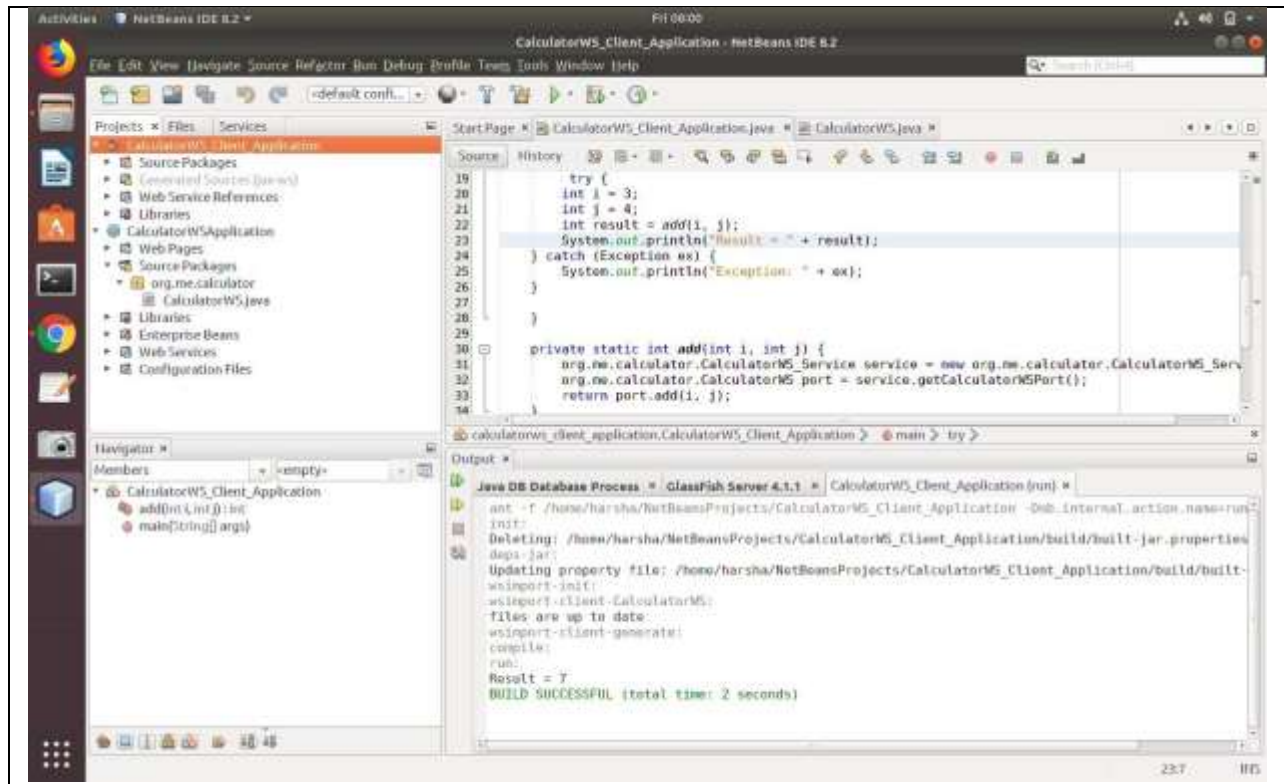 Activities NetBeans IDE 8.2
Fri 06:00
CalculatorWS_Client_Application - NetBeans IDE 8.2
File Edit View Navigate Source Refactor Run Debug Profile Team Tools Window Help
Search (Ctrl+I)
<default conf...
Projects Files Services
CalculatorWS_Client_Application
Source Packages
Generated Sources (jax-ws)
Web Service References
Libraries
CalculatorWSApplication
Web Pages
Source Packages
org.me.calculator
CalculatorWS.java
Libraries
Enterprise Beans
Web Services
Configuration Files
Start Page CalculatorWS_Client_Application.java CalculatorWS.java
Source History
19 try {
20 int i = 3;
21 int j = 4;
22 int result = add(i, j);
23 System.out.println("Result = " + result);
24 } catch (Exception ex) {
25 System.out.println("Exception: " + ex);
26 }
27
28 }
29
30 private static int add(int i, int j) {
31 org.me.calculator.CalculatorWS_Service service = new org.me.calculator.CalculatorWS_Serv
32 org.me.calculator.CalculatorWS port = service.getCalculatorWSPort();
33 return port.add(i, j);
34 }
calculatorws_client_application.CalculatorWS_Client_Application main try
Navigator
Members <empty>
CalculatorWS_Client_Application
add(int i, int j) : int
main(String[] args)
Output
Java DB Database Process GlassFish Server 4.1.1 CalculatorWS_Client_Application (run)
ant -f /home/harsha/NetBeansProjects/CalculatorWS_Client_Application -Dnb.internal.action.name=run
init:
Deleting: /home/harsha/NetBeansProjects/CalculatorWS_Client_Application/build/built-jar.properties
deps-jar:
Updating property file: /home/harsha/NetBeansProjects/CalculatorWS_Client_Application/build/built-
wsimport-init:
wsimport-client-CalculatorWS:
files are up to date
wsimport-client-generate:
compile:
run:
Result = 7
BUILD SUCCESSFUL (total time: 2 seconds)
23:7 INS